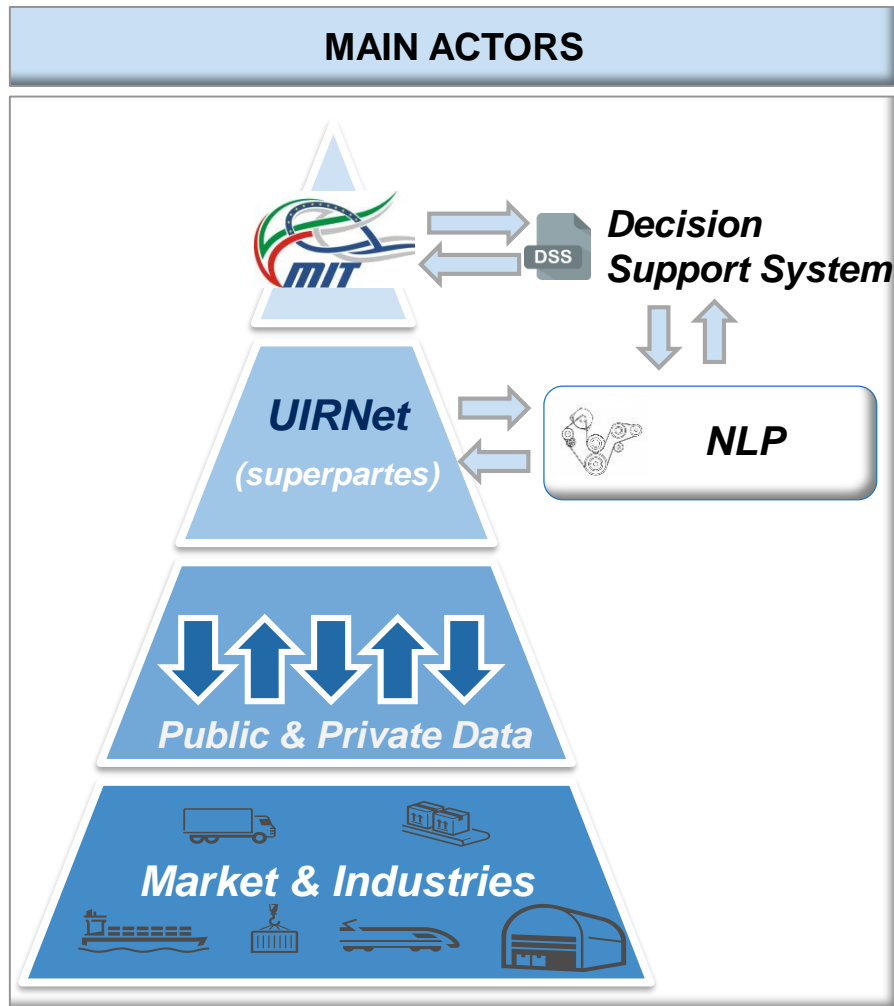 MAIN ACTORS
MIT
DSS
Decision
Support System
UIRNet
(superpartes)
NLP
Public & Private Data
Market & Industries